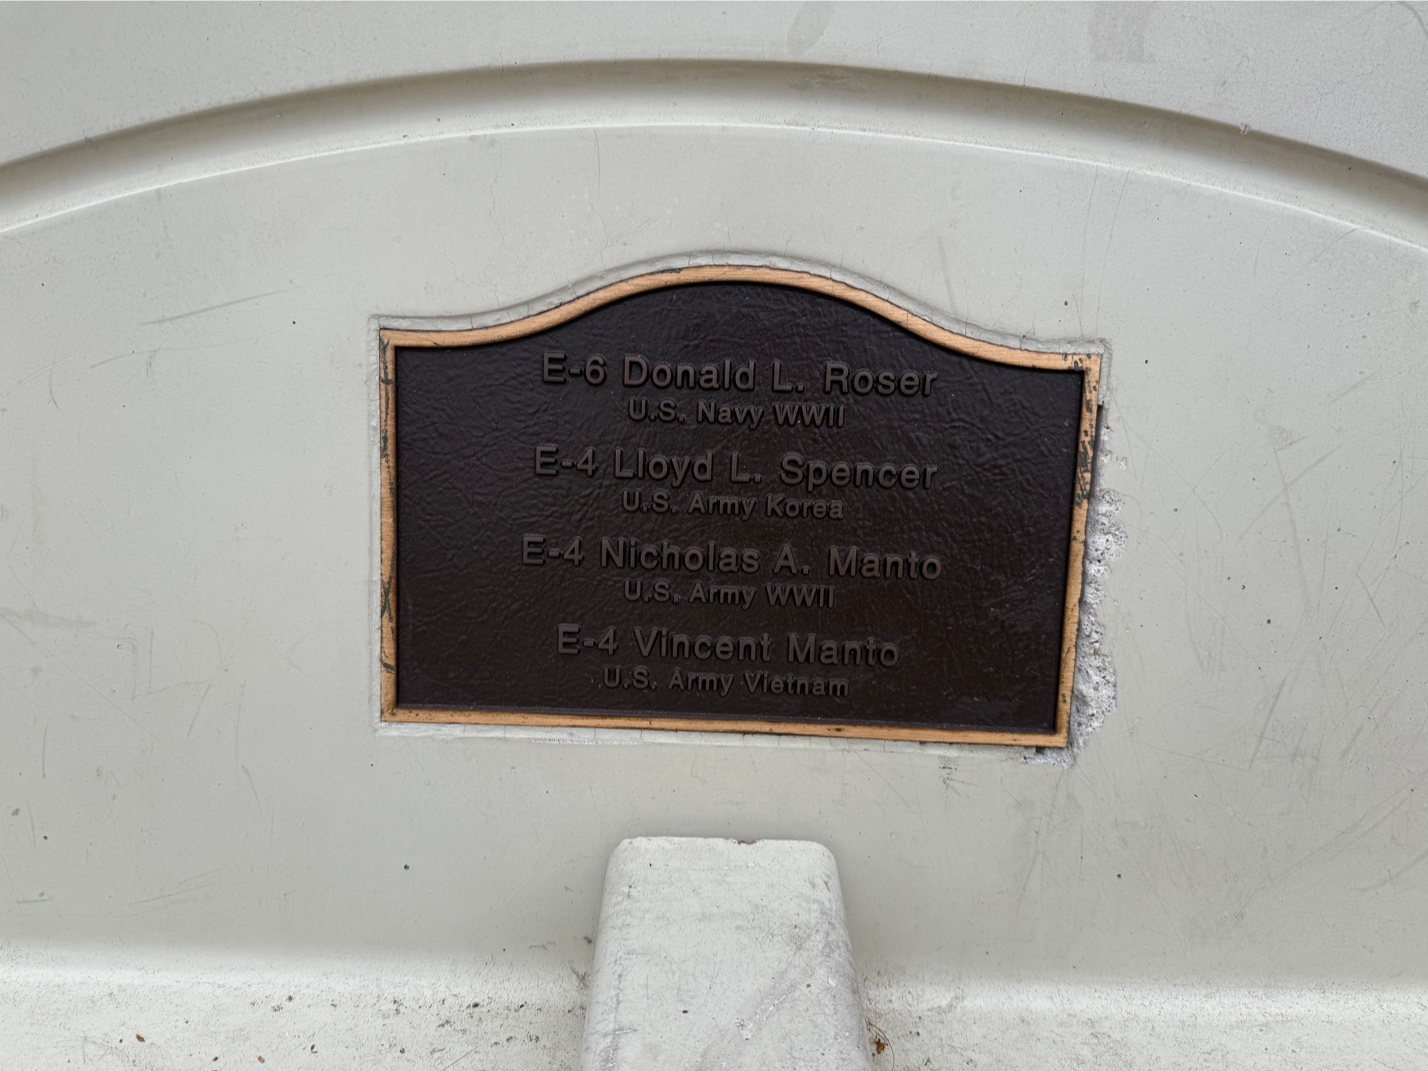 E-6 Donald L. Roser
U.S. Navy WWII
E-4 Lloyd L. Spencer
U.S. Army Korea
E-4 Nicholas A. Manto
U.S. Army WWII
E-4 Vincent Manto
U.S. Army Vietnam